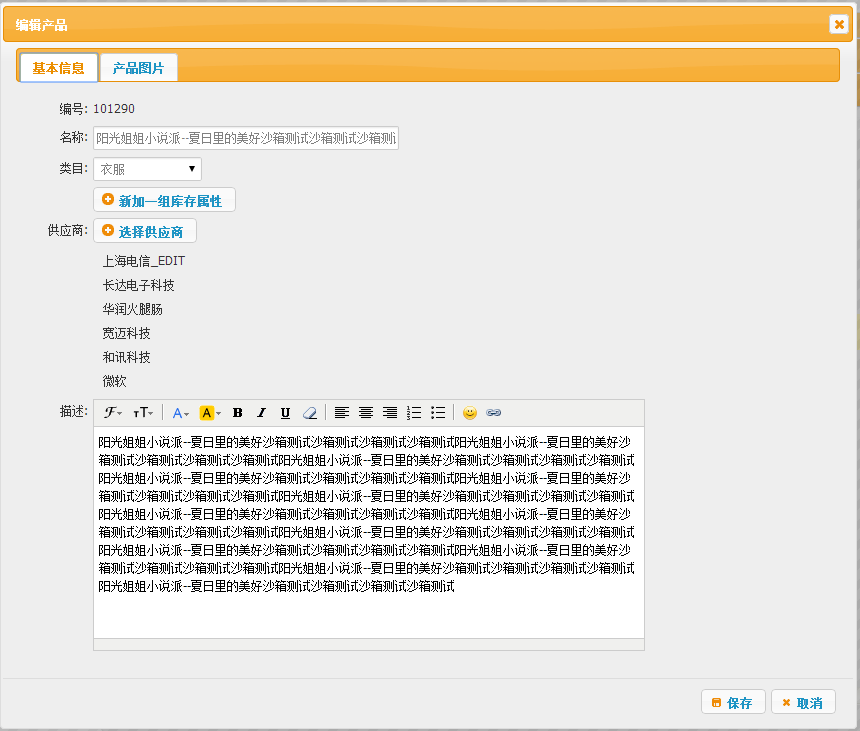 编辑产品
基本信息 产品图片
编号: 101290
名称: 阳光姐姐小说派--夏日里的美好沙箱测试沙箱测试沙箱测i
类目: 衣服
新加一组库存属性
供应商: 选择供应商
上海电信_EDIT
长达电子科技
华润火腿肠
宽迈科技
和讯科技
微软
描述:
阳光姐姐小说派--夏日里的美好沙箱测试沙箱测试沙箱测试沙箱测试阳光姐姐小说派--夏日里的美好沙
箱测试沙箱测试沙箱测试沙箱测试阳光姐姐小说派--夏日里的美好沙箱测试沙箱测试沙箱测试沙箱测试
阳光姐姐小说派--夏日里的美好沙箱测试沙箱测试沙箱测试沙箱测试阳光姐姐小说派--夏日里的美好沙
箱测试沙箱测试沙箱测试沙箱测试阳光姐姐小说派--夏日里的美好沙箱测试沙箱测试沙箱测试沙箱测试
阳光姐姐小说派--夏日里的美好沙箱测试沙箱测试沙箱测试沙箱测试阳光姐姐小说派--夏日里的美好沙
箱测试沙箱测试沙箱测试沙箱测试阳光姐姐小说派--夏日里的美好沙箱测试沙箱测试沙箱测试沙箱测试
阳光姐姐小说派--夏日里的美好沙箱测试沙箱测试沙箱测试沙箱测试阳光姐姐小说派--夏日里的美好沙
箱测试沙箱测试沙箱测试沙箱测试阳光姐姐小说派--夏日里的美好沙箱测试沙箱测试沙箱测试沙箱测试
阳光姐姐小说派--夏日里的美好沙箱测试沙箱测试沙箱测试沙箱测试
保存 取消